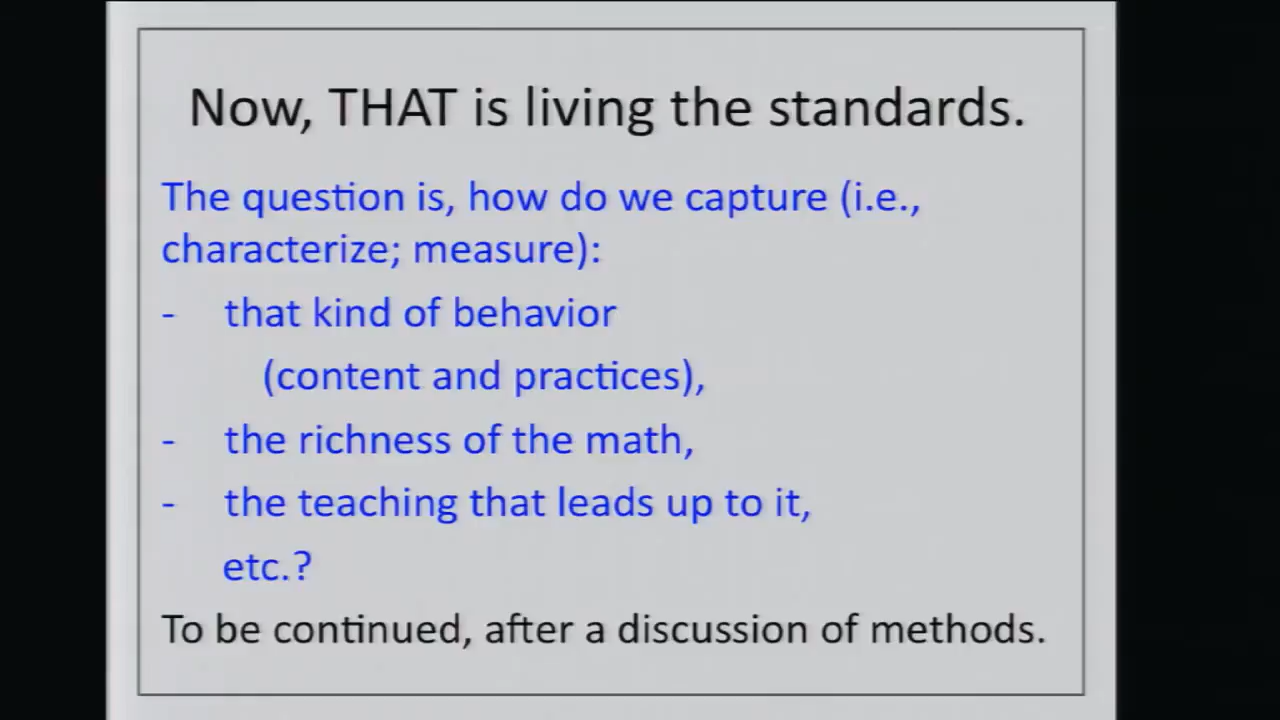 Now, THAT is living the standards.
The question is, how do we capture (i.e.,
characterize; measure):
- that kind of behavior
(content and practices),
- the richness of the math,
- the teaching that leads up to it,
etc.?
To be continued, after a discussion of methods.